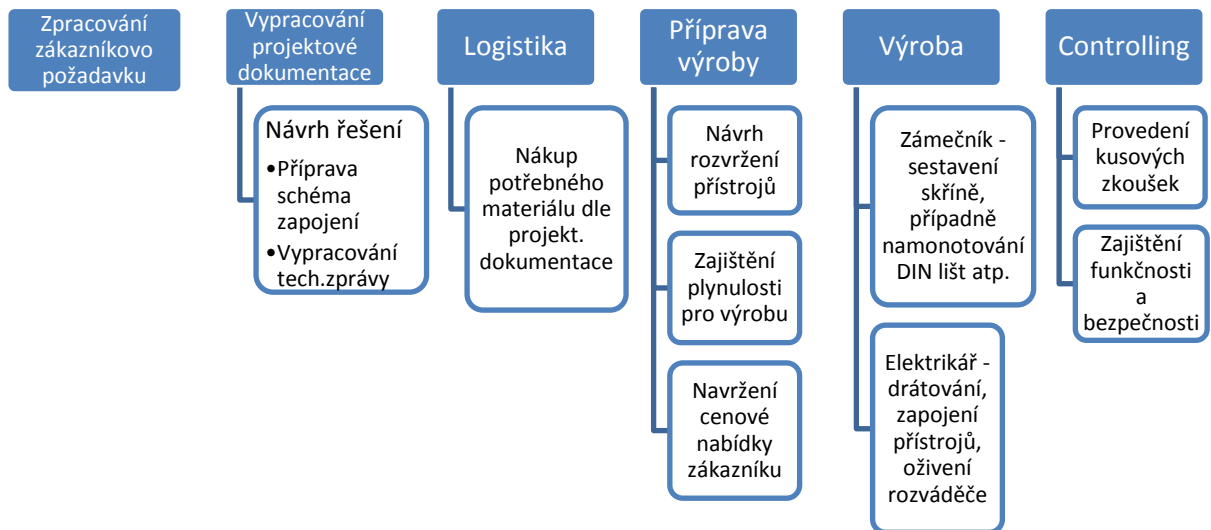 Zpracování
zákazníkovo
požadavku
Vypracování
projektové
dokumentace
Návrh řešení
•Příprava
schéma
zapojení
•Vypracování
tech.zprávy
Logistika
Nákup
potřebného
materiálu dle
projekt.
dokumentace
Příprava
výroby
Návrh
rozvržení
přístrojů
Zajištění
plynulosti
pro výrobu
Navržení
cenové
nabídky
zákazníku
Výroba
Zámečník -
sestavení
skříně,
případně
namonotování
DIN lišt atp.
Elektrikář -
drátování,
zapojení
přístrojů,
oživení
rozváděče
Controlling
Provedení
kusových
zkoušek
Zajištění
funkčnosti
a
bezpečnosti